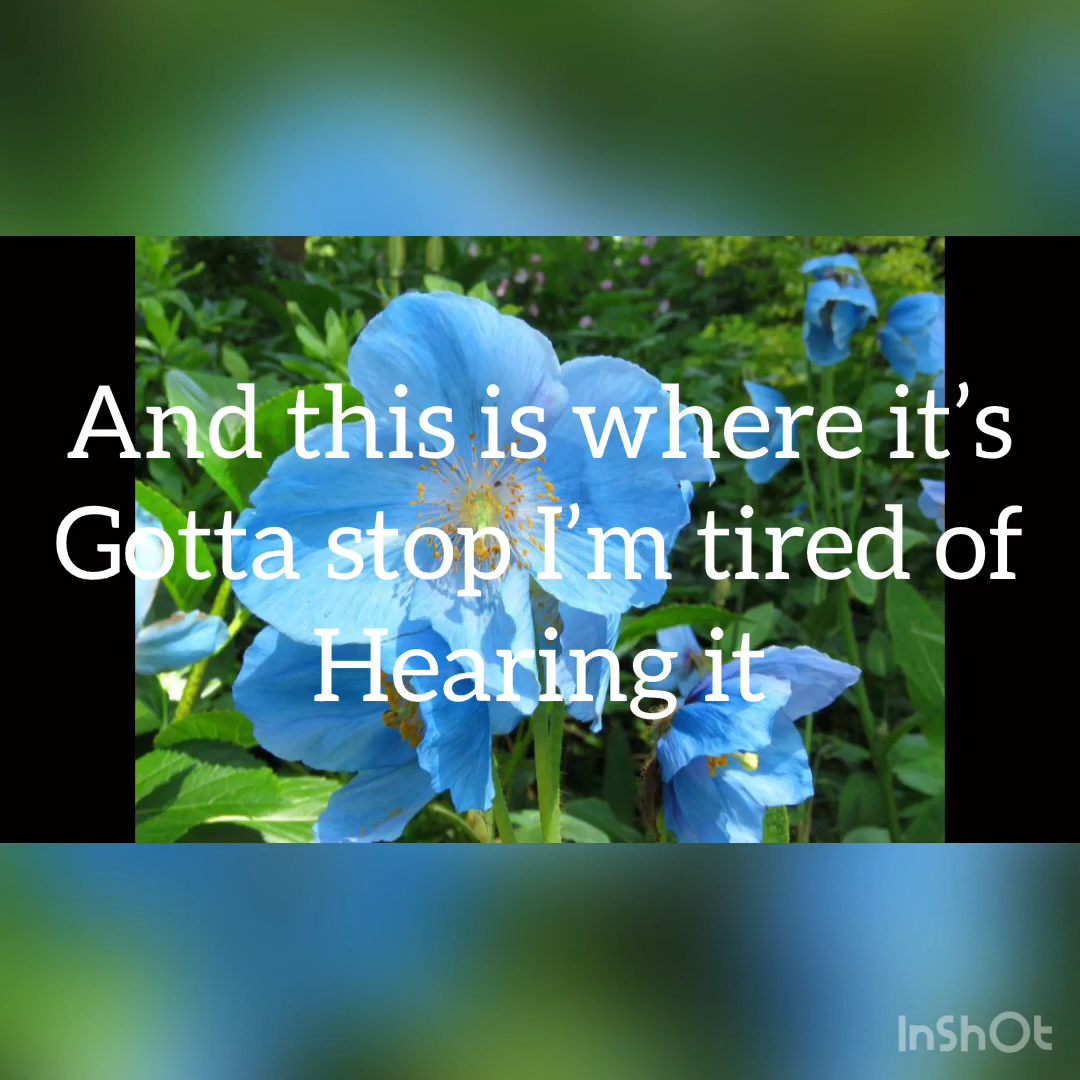 And this is where it’s
Gotta stop I’m tired of
Hearing it
InShOt